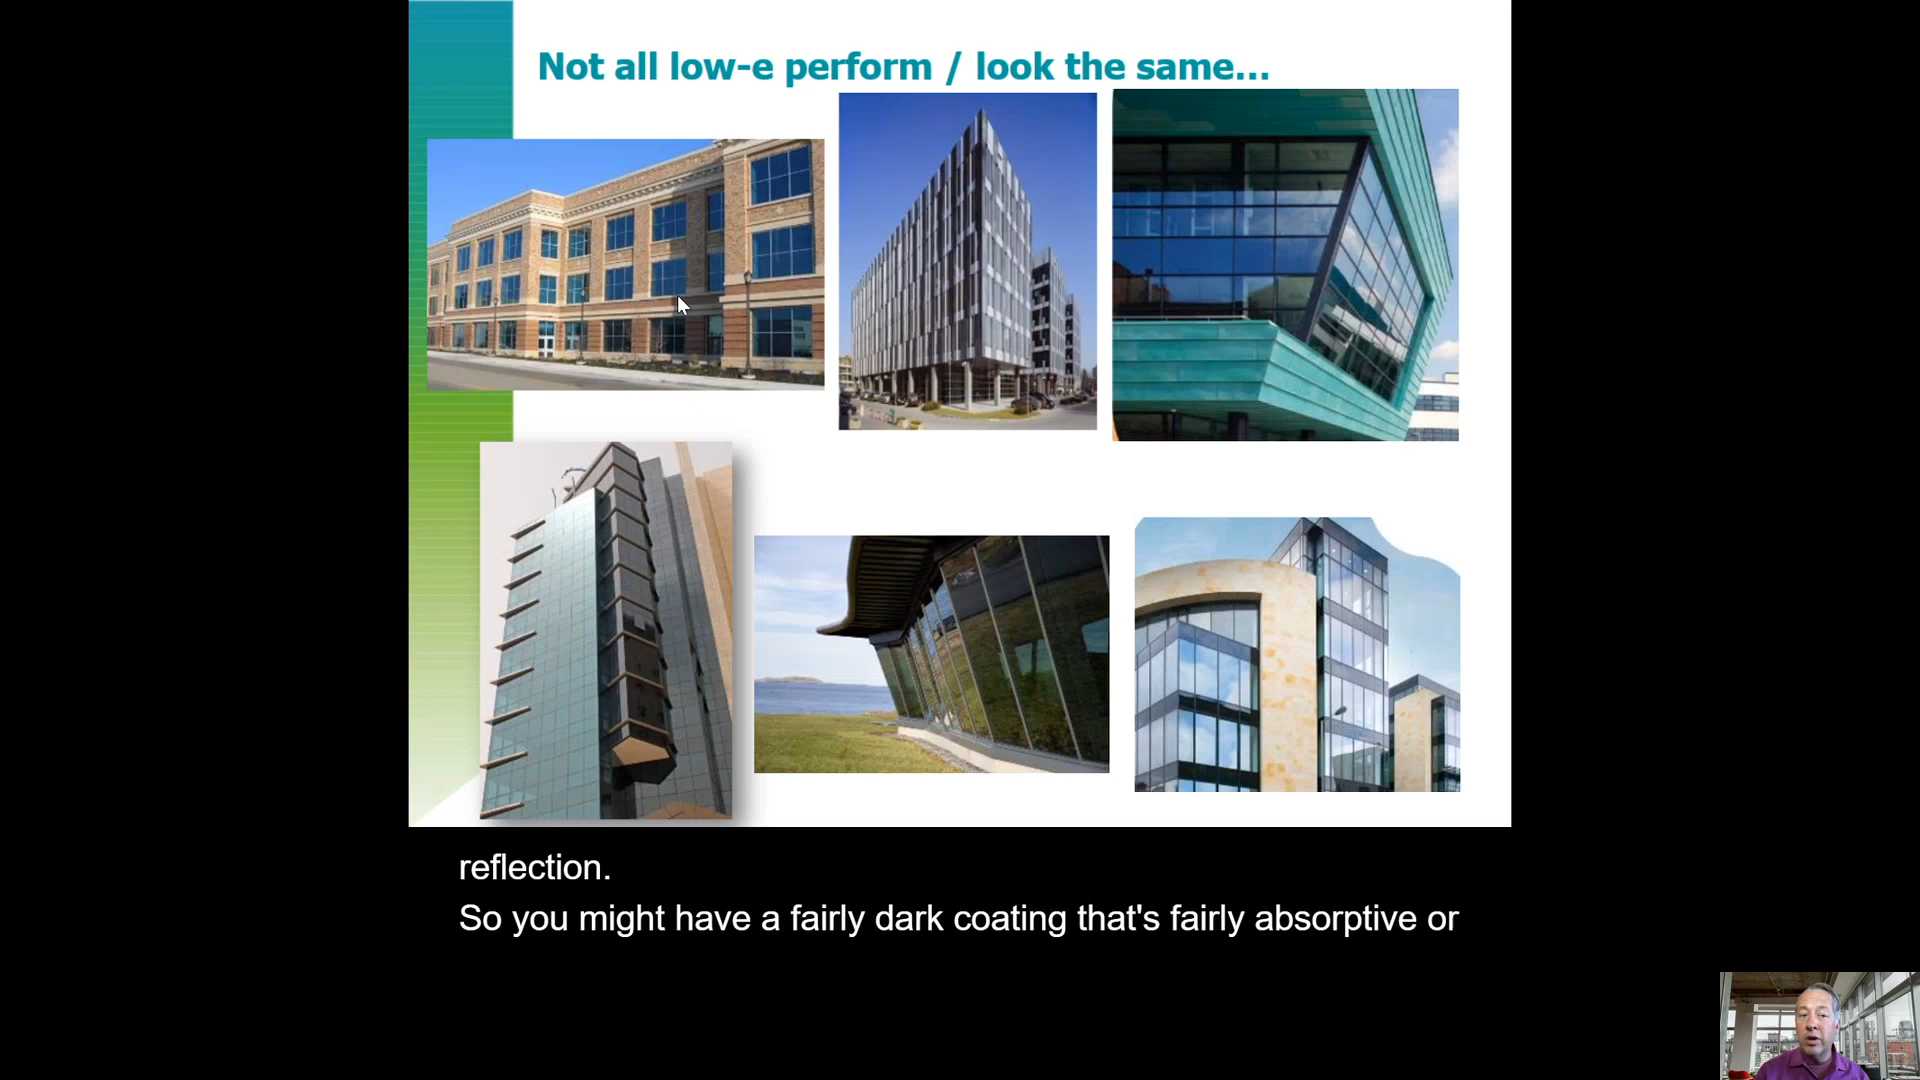 Not all low-e perform / look the same...
reflection.
So you might have a fairly dark coating that's fairly absorptive or